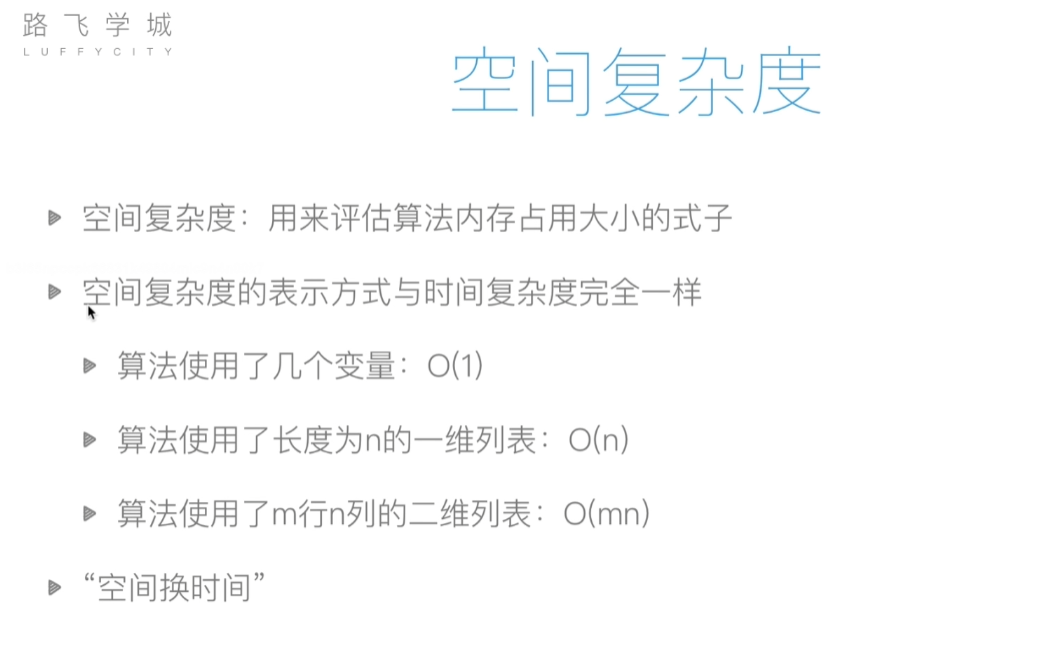 路飞学城
LUFFYCITY
空间复杂度
空间复杂度：用来评估算法内存占用大小的式子
空间复杂度的表示方式与时间复杂度完全一样
算法使用了几个变量：O(1)
算法使用了长度为n的一维列表：O(n)
算法使用了m行n列的二维列表：O(mn)
“空间换时间”